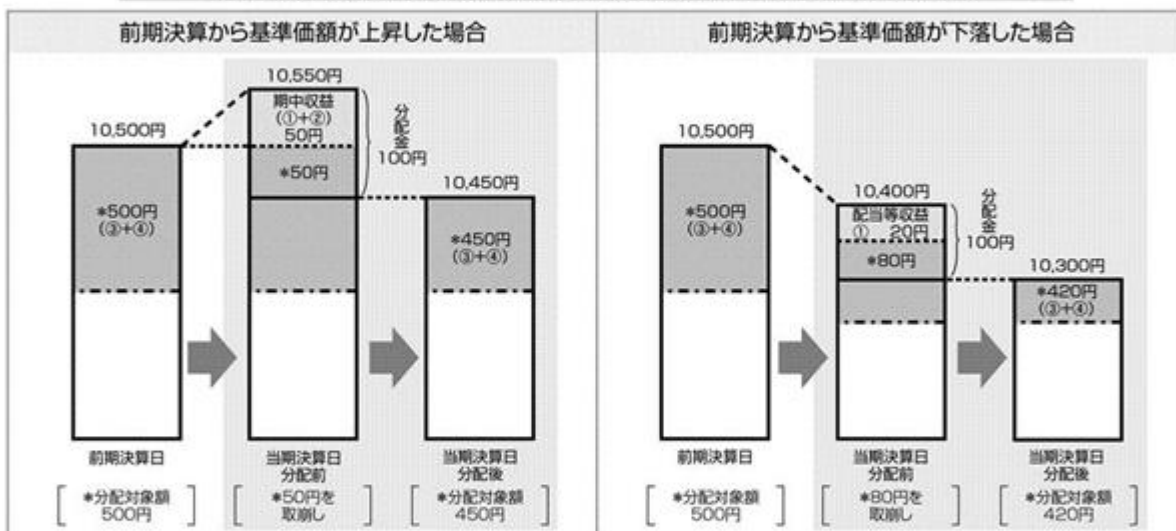 前期決算から基準価額が上昇した場合
10,550円
期中収益
(①+②)
50円
*50円
分配金
100円
10,500円
*500円
(③+④)
10,450円
*450円
(③+④)
前期決算日
当期決算日
分配前
当期決算日
分配後
*分配対象額
500円
*50円を
取崩し
*分配対象額
450円
前期決算から基準価額が下落した場合
10,500円
*500円
(③+④)
10,400円
配当等収益
① 20円
*80円
分配金
100円
10,300円
*420円
(③+④)
前期決算日
当期決算日
分配前
当期決算日
分配後
*分配対象額
500円
*80円を
取崩し
*分配対象額
420円